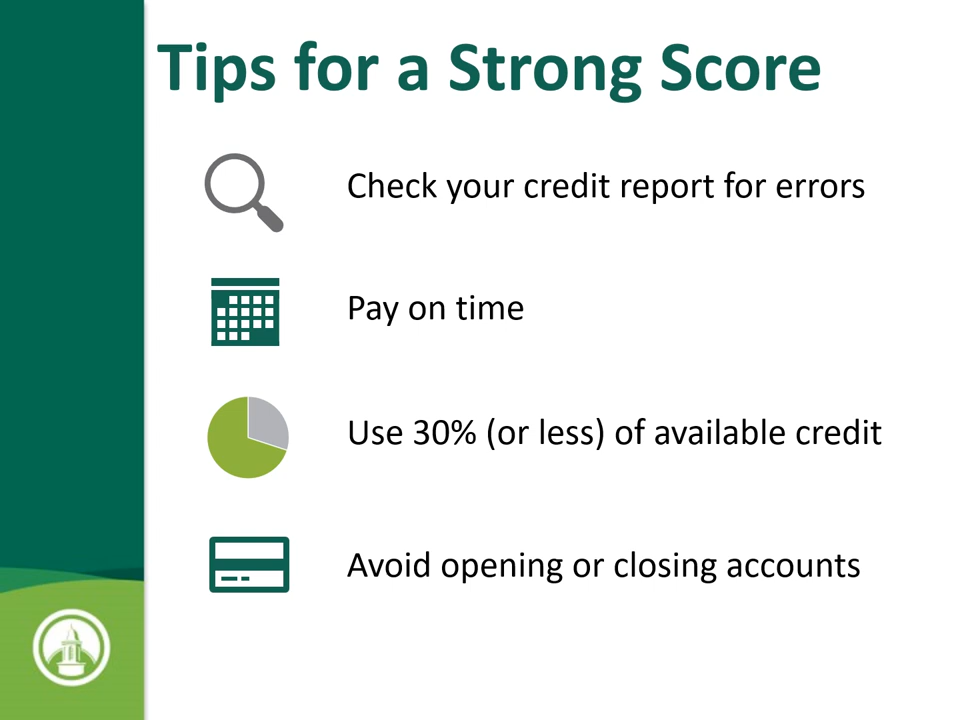 Tips for a Strong Score
Check your credit report for errors
Pay on time
Use 30% (or less) of available credit
Avoid opening or closing accounts